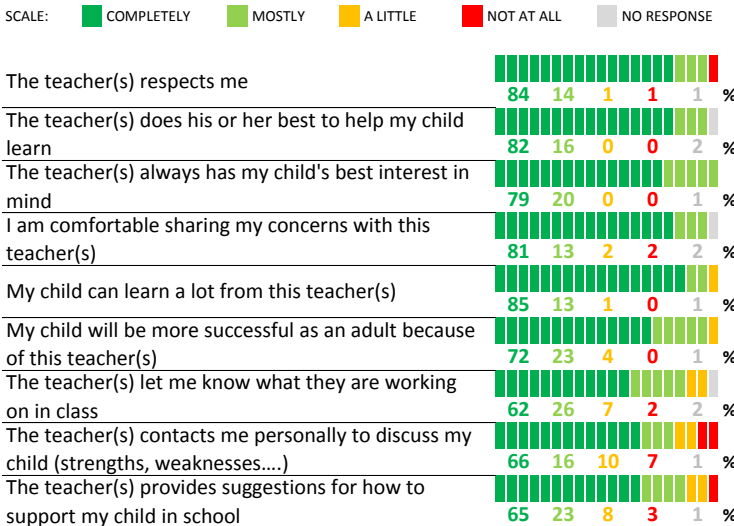 SCALE: COMPLETELY MOSTLY A LITTLE NOT AT ALL NO RESPONSE
The teacher(s) respects me
84 14 1 1 1 %
The teacher(s) does his or her best to help my child
learn
82 16 0 0 2 %
The teacher(s) always has my child's best interest in
mind
79 20 0 0 1 %
I am comfortable sharing my concerns with this
teacher(s)
81 13 2 2 2 %
My child can learn a lot from this teacher(s)
85 13 1 0 1 %
My child will be more successful as an adult because
of this teacher(s)
72 23 4 0 1 %
The teacher(s) let me know what they are working
on in class
62 26 7 2 2 %
The teacher(s) contacts me personally to discuss my
child (strengths, weaknesses....)
66 16 10 7 1 %
The teacher(s) provides suggestions for how to
support my child in school
65 23 8 3 1 %